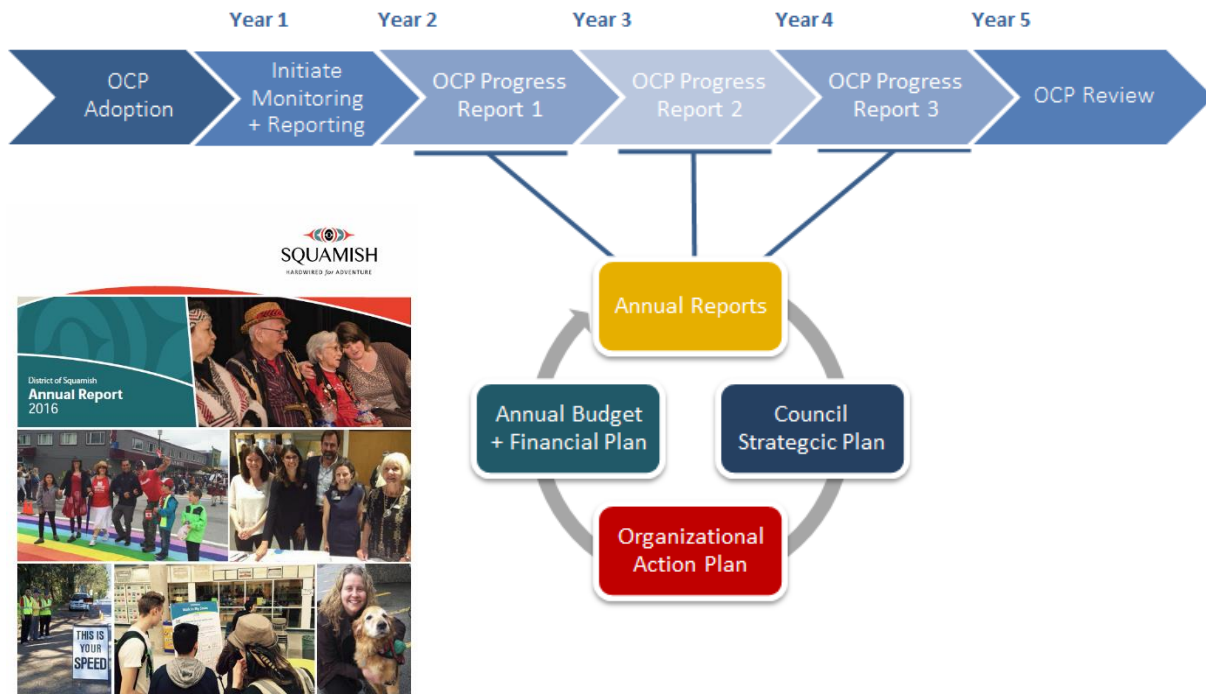 Year 1 Year 2 Year 3 Year 4 Year 5
OCP
Adoption
Initiate
Monitoring
+ Reporting
OCP Progress
Report 1
OCP Progress
Report 2
OCP Progress
Report 3
OCP Review
SQUAMISH
HARDWIRED for ADVENTURE
District of Squamish
Annual Report
2016
THIS IS
YOUR
SPEED
Annual Reports
Council
Strategcic Plan
Organizational
Action Plan
Annual Budget
+ Financial Plan